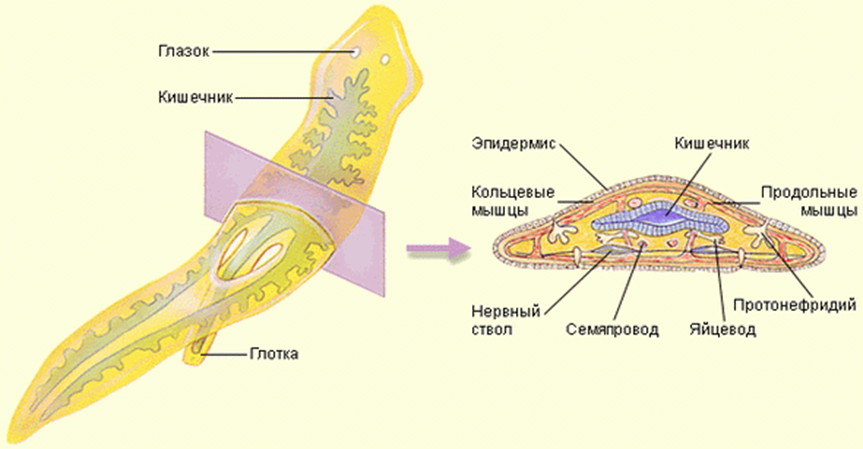 Глазок
Кишечник
Глотка
Эпидермис
Кишечник
Кольцевые
мышцы
Продольные
мышцы
Нервный
ствол
Семяпровод
Яйцевод
Протонефридий